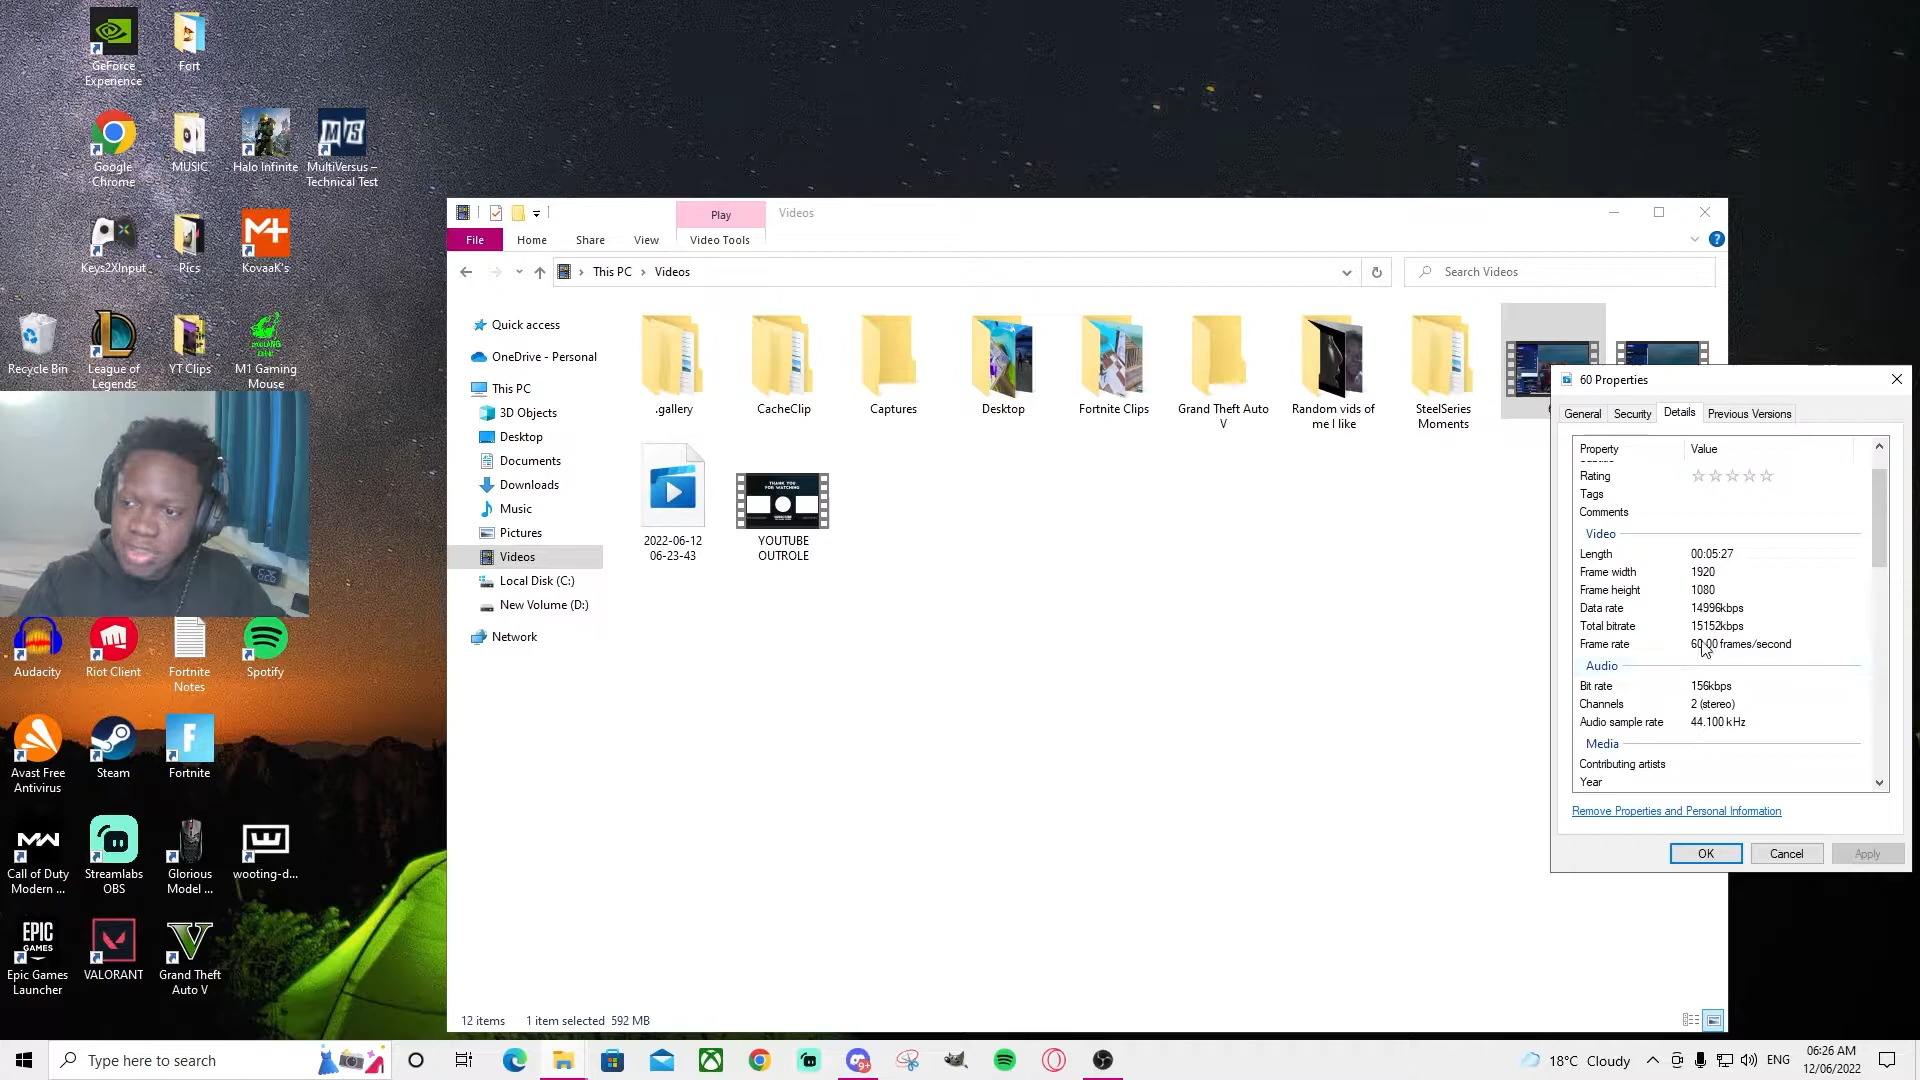 GeForce
Experience
Fort
Google
Chrome
MUSIC
Halo Infinite
MultiVersus –
Technical Test
Keys2XInput
Pics
KovaaK's
Recycle Bin
League of
Legends
YT Clips
M1 Gaming
Mouse
6:26
Audacity
Riot Client
Fortnite
Notes
Spotify
Avast Free
Antivirus
Steam
Fortnite
Call of Duty
Modern ...
Streamlabs
OBS
Glorious
Model ...
wooting-d...
Epic Games
Launcher
VALORANT
Grand Theft
Auto V
Play
Videos
File
Home
Share
View
Video Tools
This PC
Videos
Search Videos
Quick access
OneDrive - Personal
This PC
3D Objects
Desktop
Documents
Downloads
Music
Pictures
Videos
Local Disk (C:)
New Volume (D:)
Network
.gallery
CacheClip
Captures
Desktop
Fortnite Clips
Grand Theft Auto
V
Random vids of
me I like
SteelSeries
Moments
2022-06-12
06-23-43
THANK YOU
FOR WATCHING
YOUTUBE
OUTROLE
12 items
1 item selected 592 MB
60 Properties
General
Security
Details
Previous Versions
Property Value
Rating
Tags
Comments
Video
Length 00:05:27
Frame width 1920
Frame height 1080
Data rate 14996kbps
Total bitrate 15152kbps
Frame rate 60.00 frames/second
Audio
Bit rate 156kbps
Channels 2 (stereo)
Audio sample rate 44.100 kHz
Media
Contributing artists
Year
Remove Properties and Personal Information
OK
Cancel
Apply
Type here to search
9+
18°C Cloudy
ENG
06:26 AM
12/06/2022